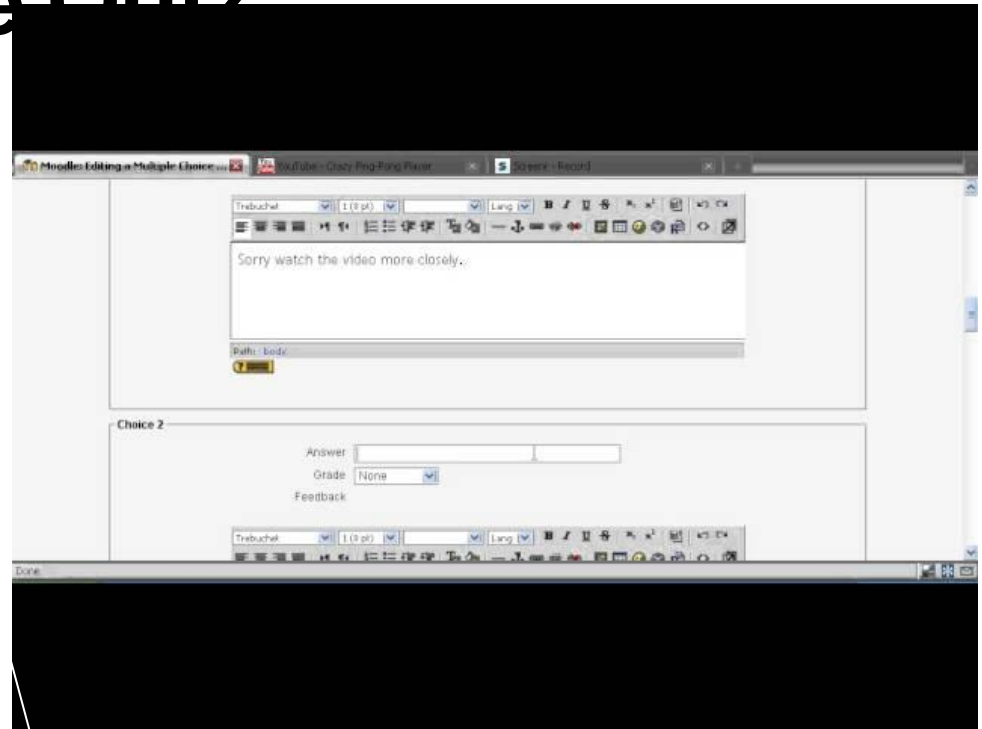 Moodle: Editing a Multiple Choice ...
YouTube - Crazy Ping-Pong Player
Screenr - Record
Trebuchet
1 (8 pt)
Lang
B I U S
Sorry watch the video more closely.
Path: body
Choice 2
Answer
Grade None
Feedback
Trebuchet
1 (8 pt)
Lang
B I U S
Done